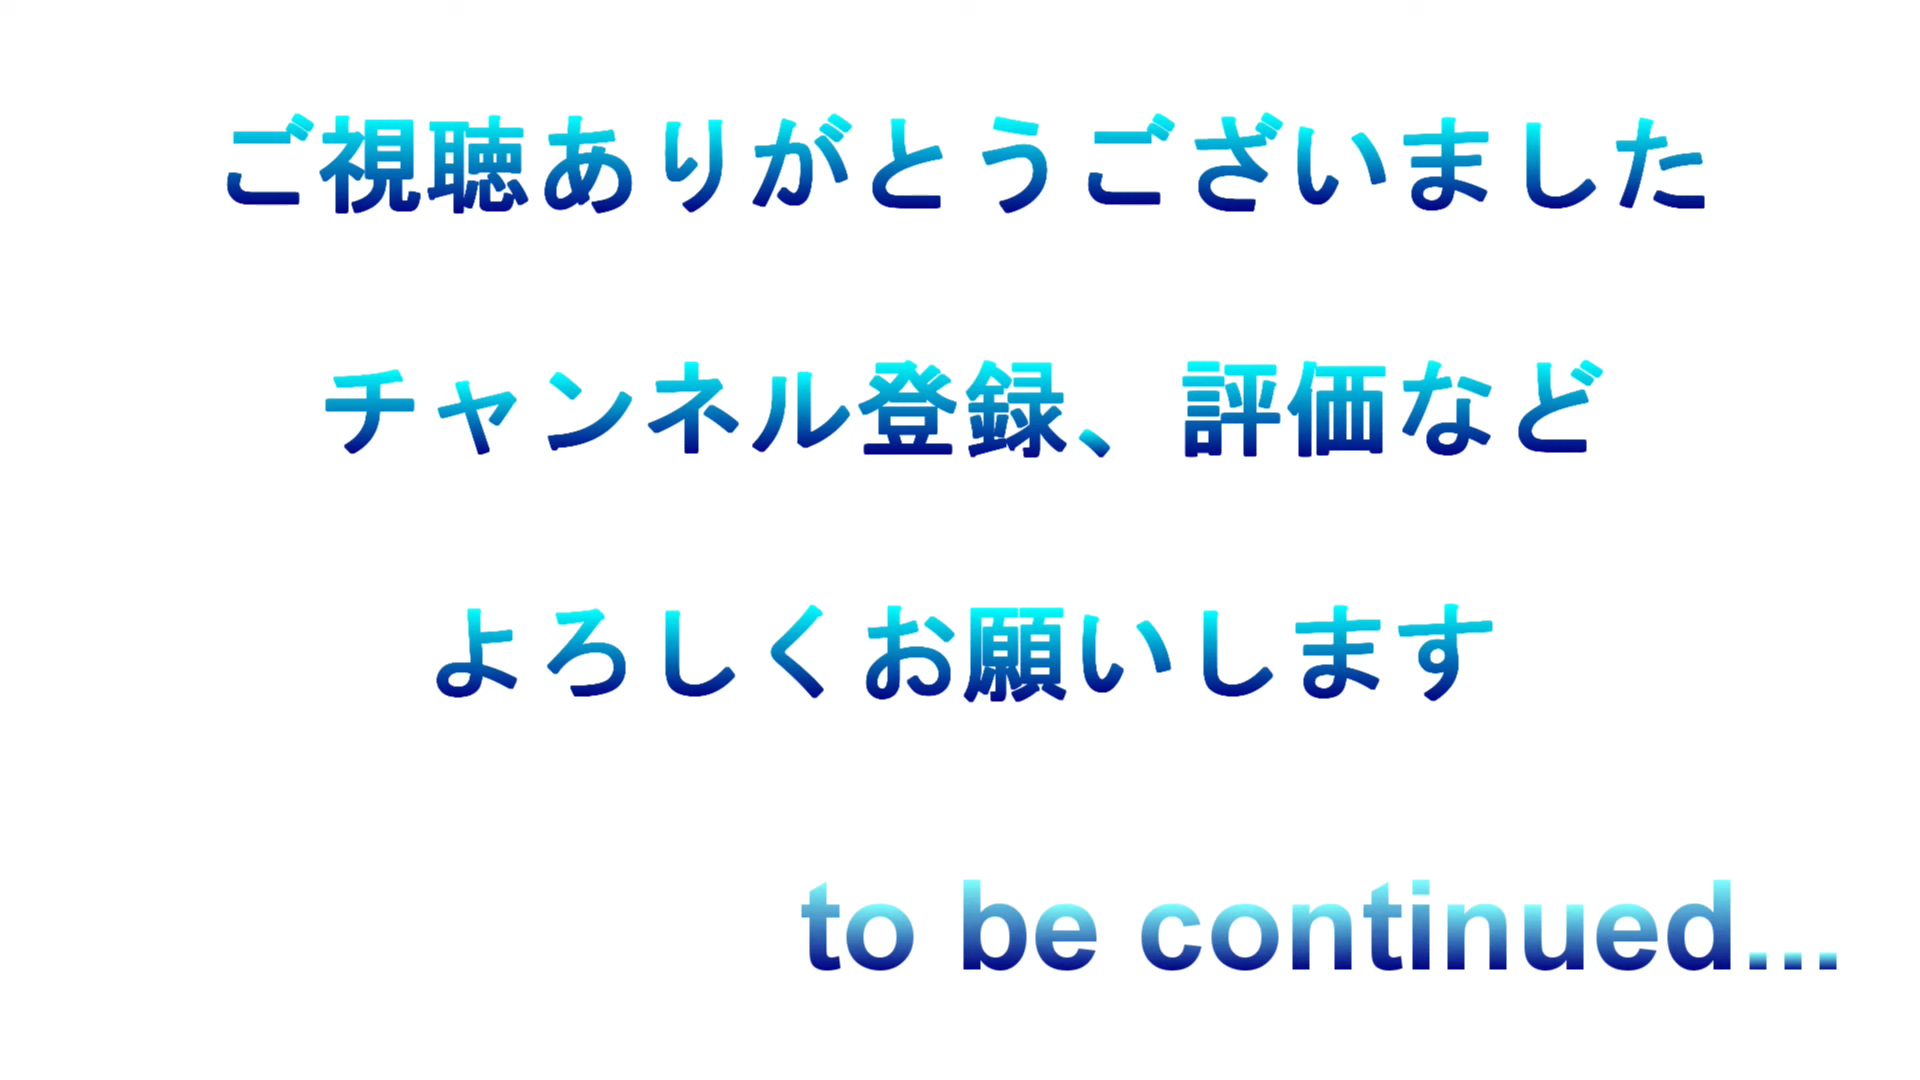 ご視聴ありがとうございました
チャンネル登録、評価など
よろしくお願いします
to be continued...